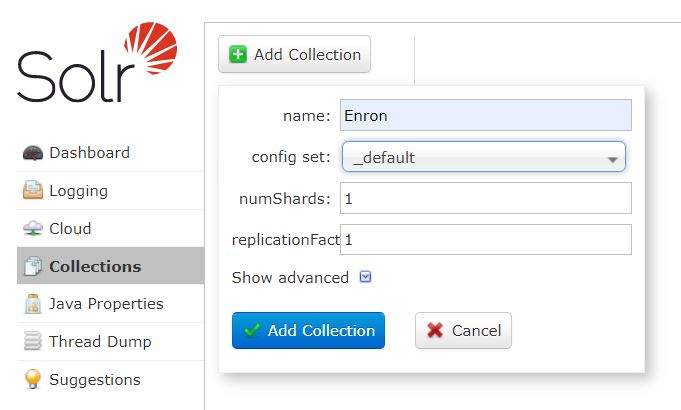 Solr
Dashboard
Logging
Cloud
Collections
Java Properties
Thread Dump
Suggestions
Add Collection
name: Enron
config set: _default
numShards: 1
replicationFact 1
Show advanced
Add Collection Cancel